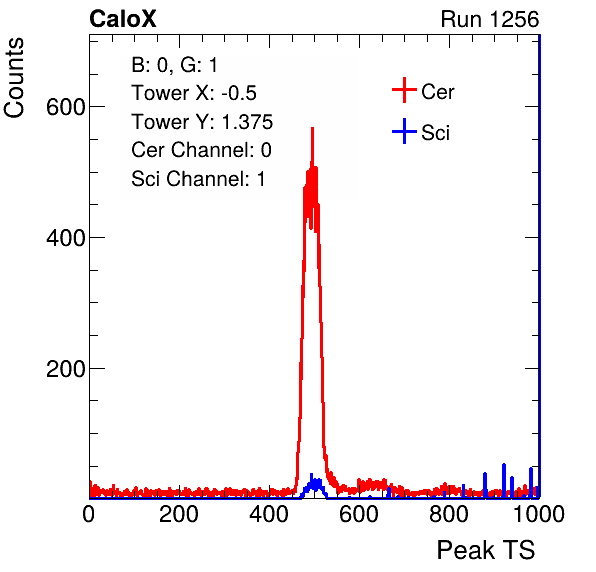 CaloX Run 1256
Counts
B: 0, G: 1
Tower X: -0.5
Tower Y: 1.375
Cer Channel: 0
Sci Channel: 1
Cer
Sci
600
400
200
0 200 400 600 800 1000
Peak TS